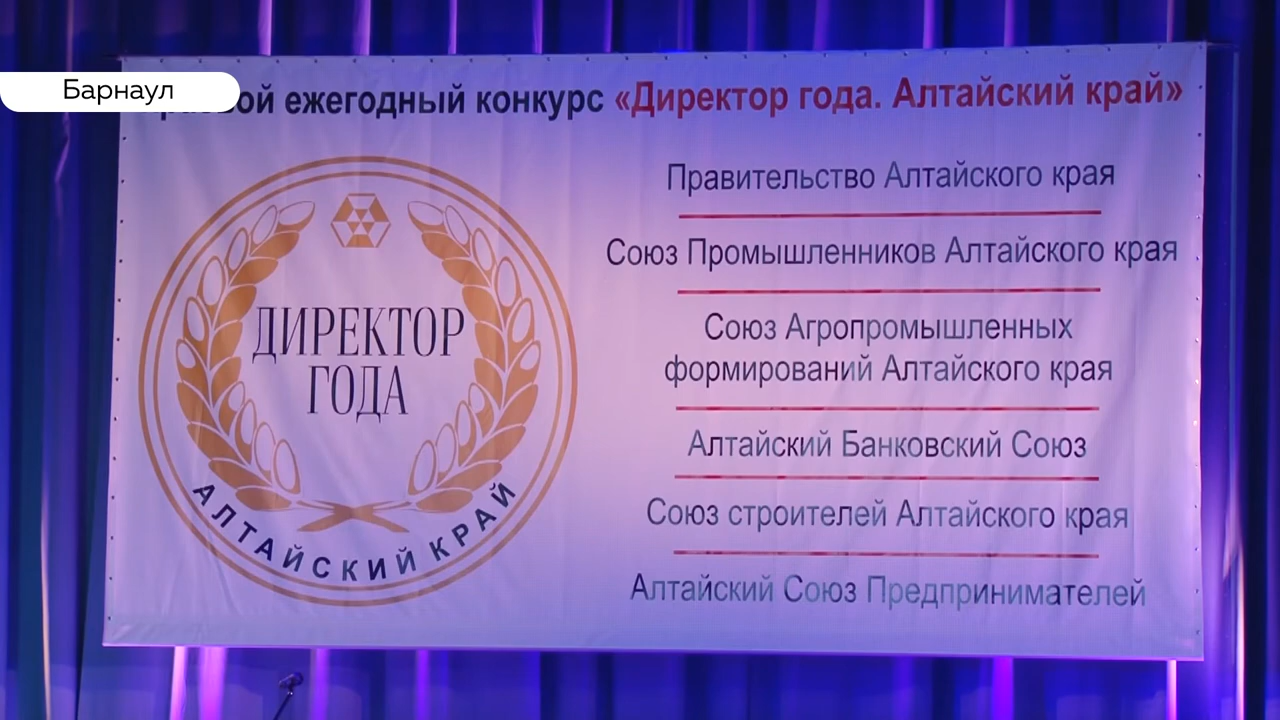 Барнаул
ежегодный конкурс «Директор года. Алтайский край»
ДИРЕКТОР
ГОДА
АЛТАЙСКИЙ КРАЙ
Правительство Алтайского края
Союз Промышленников Алтайского края
Союз Агропромышленных
формирований Алтайского края
Алтайский Банковский Союз
Союз строителей Алтайского края
Алтайский Союз Предпринимателей